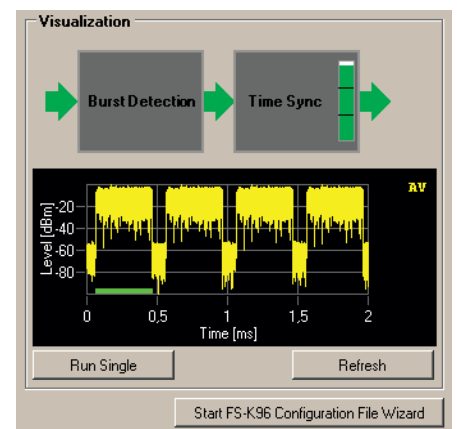 Visualization
Burst Detection
Time Sync
AV
Level [dBm]
-20
-40
-60
-80
0 0,5 1 1,5 2
Time [ms]
Run Single
Refresh
Start FS-K96 Configuration File Wizard